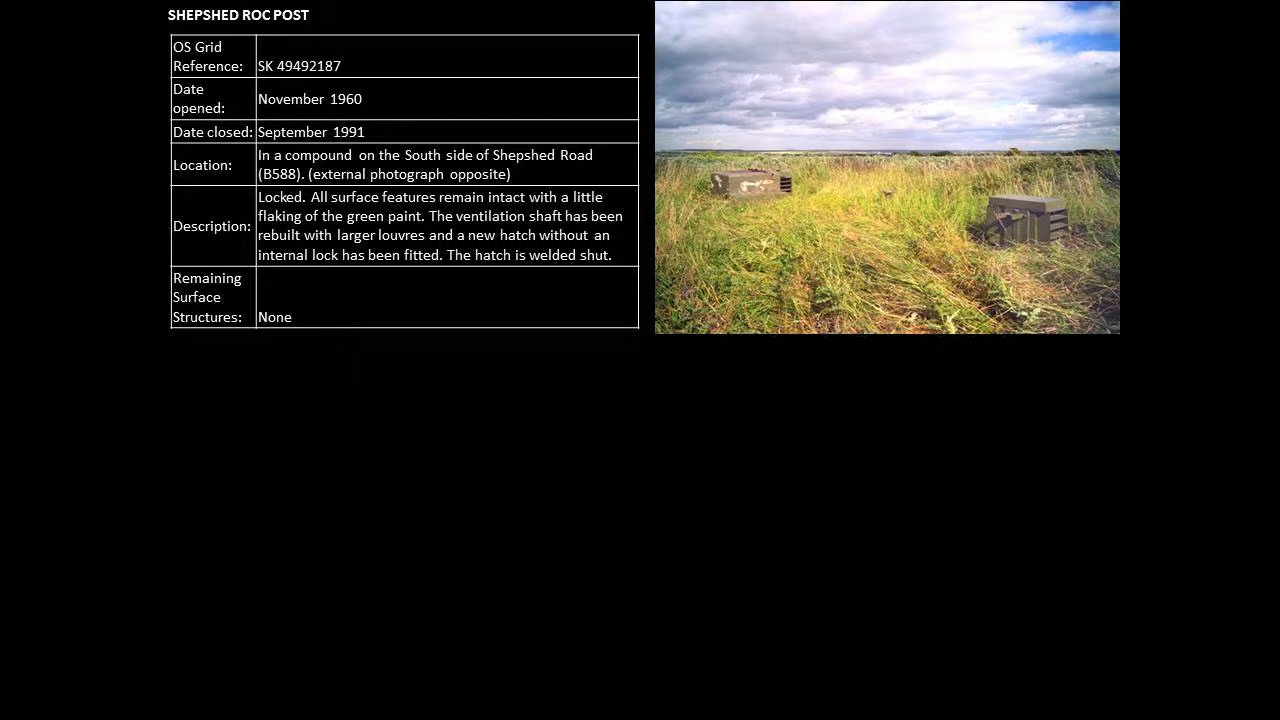 SHEPSHED ROC POST
OS Grid
Reference: SK 49492187
Date
opened: November 1960
Date closed: September 1991
Location: In a compound on the South side of Shepshed Road
(B588). (external photograph opposite)
Description: Locked. All surface features remain intact with a little
flaking of the green paint. The ventilation shaft has been
rebuilt with larger louvres and a new hatch without an
internal lock has been fitted. The hatch is welded shut.
Remaining
Surface
Structures: None